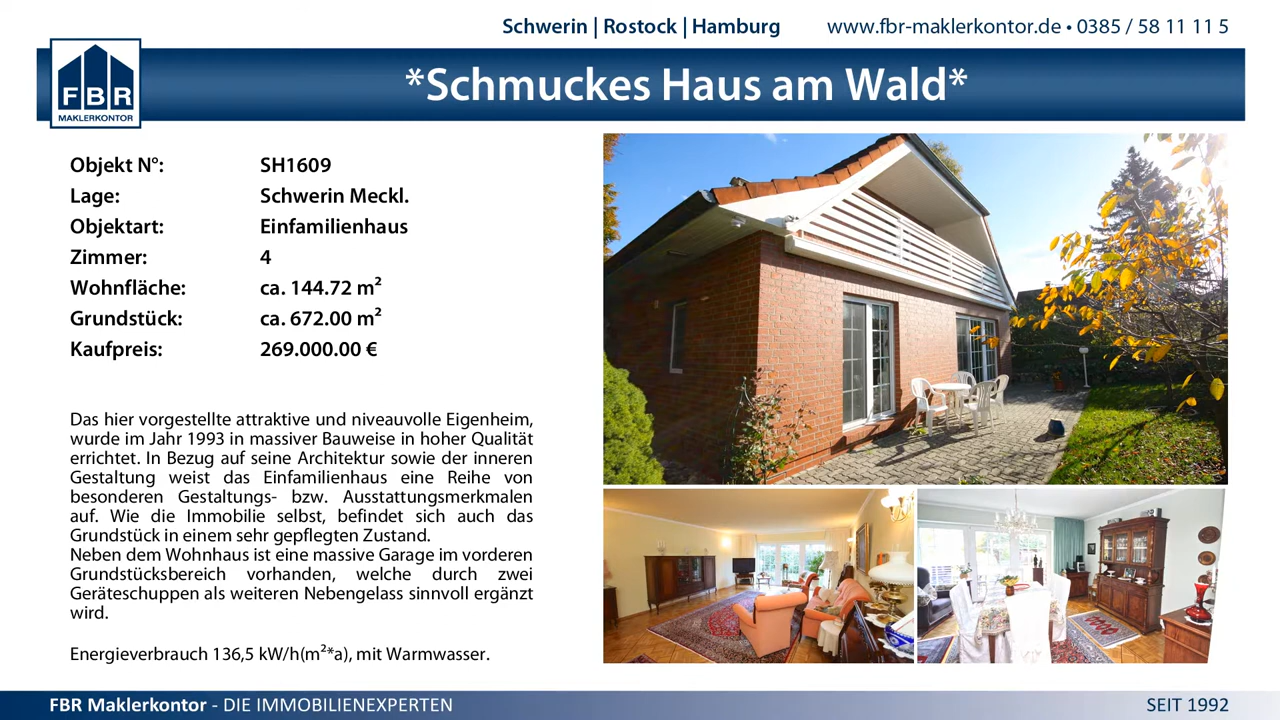 Schwerin | Rostock | Hamburg
www.fbr-maklerkontor.de • 0385 / 58 11 11 5
FBR
MAKLERKONTOR
*Schmuckes Haus am Wald*
Objekt N°: SH1609
Lage: Schwerin Meckl.
Objektart: Einfamilienhaus
Zimmer: 4
Wohnfläche: ca. 144.72 m²
Grundstück: ca. 672.00 m²
Kaufpreis: 269.000.00 €
Das hier vorgestellte attraktive und niveauvolle Eigenheim,
wurde im Jahr 1993 in massiver Bauweise in hoher Qualität
errichtet. In Bezug auf seine Architektur sowie der inneren
Gestaltung weist das Einfamilienhaus eine Reihe von
besonderen Gestaltungs- bzw. Ausstattungsmerkmalen
auf. Wie die Immobilie selbst, befindet sich auch das
Grundstück in einem sehr gepflegten Zustand.
Neben dem Wohnhaus ist eine massive Garage im vorderen
Grundstücksbereich vorhanden, welche durch zwei
Geräteschuppen als weiteren Nebengelass sinnvoll ergänzt
wird.
Energieverbrauch 136,5 kW/h(m²*a), mit Warmwasser.
FBR Maklerkontor - DIE IMMOBILIENEXPERTEN
SEIT 1992